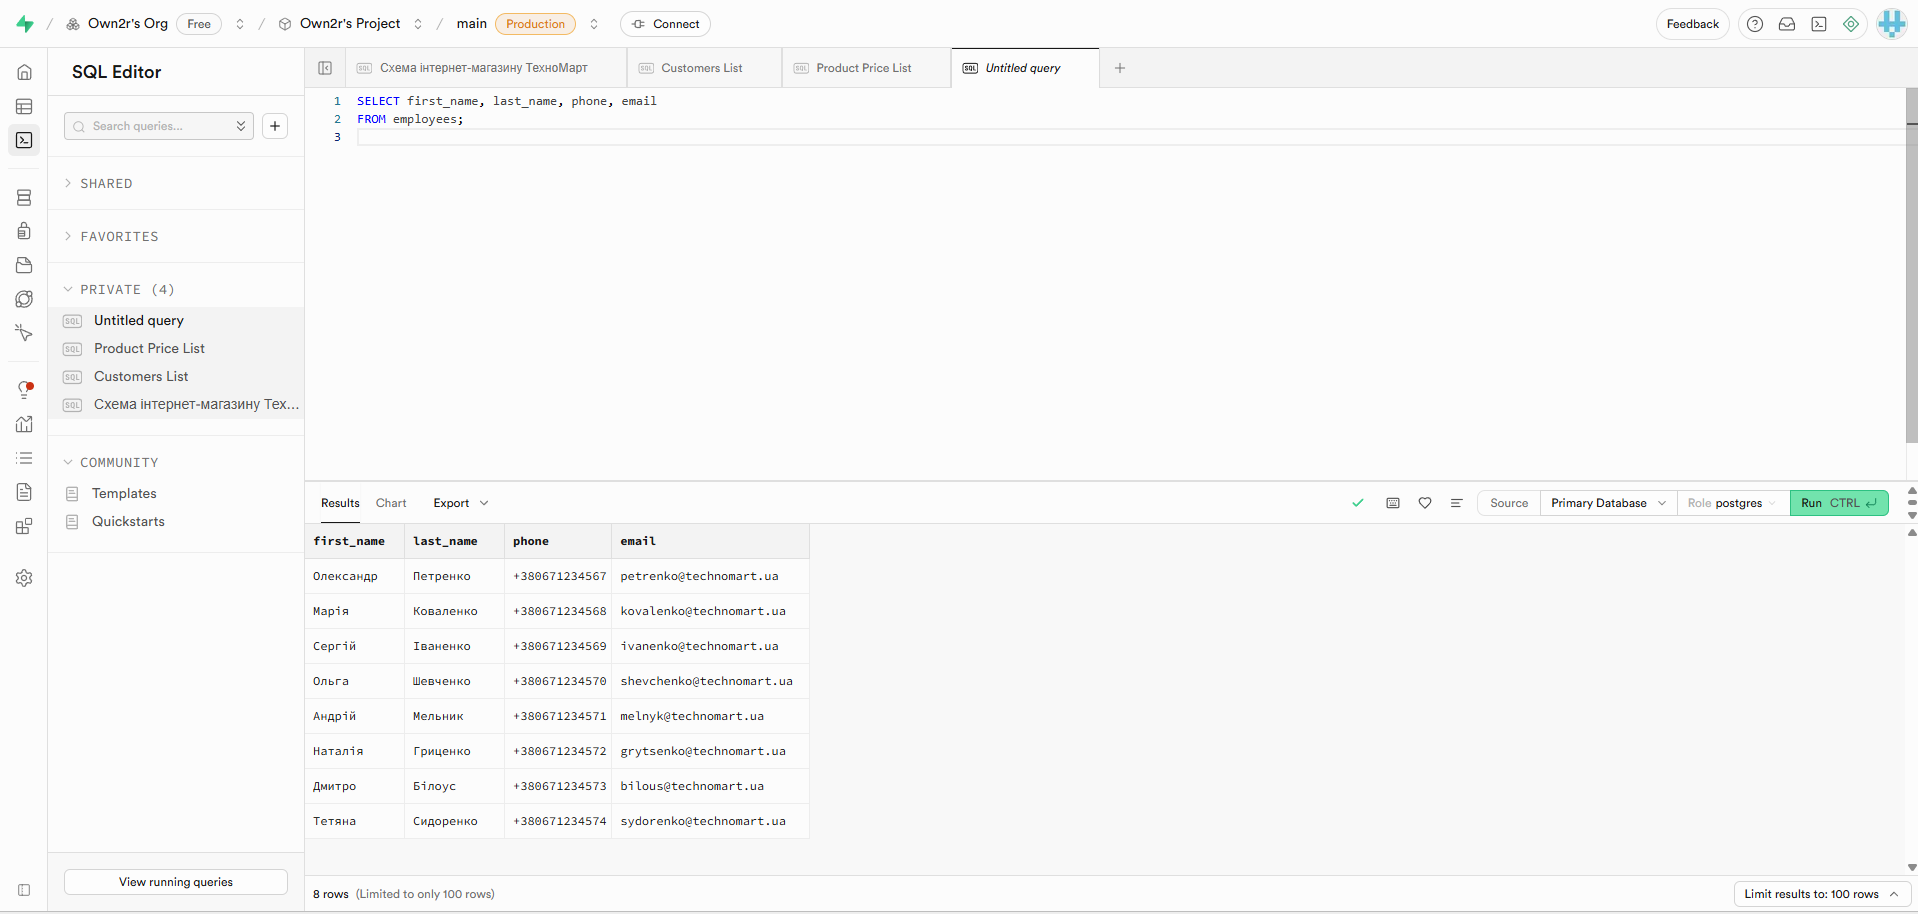 / Own2r's Org Free / Own2r's Project / main Production Connect Feedback
SQL Editor
Search queries...
SHARED
FAVORITES
PRIVATE (4)
SQL Untitled query
SQL Product Price List
SQL Customers List
SQL Схема інтернет-магазину Тех...
COMMUNITY
Templates
Quickstarts
View running queries
SQL Схема інтернет-магазину ТехноМарт SQL Customers List SQL Product Price List SQL Untitled query
1 SELECT first_name, last_name, phone, email
2 FROM employees;
3
Results Chart Export Source Primary Database Role postgres Run CTRL
first_name last_name phone email
Олександр Петренко +380671234567 petrenko@technomart.ua
Марія Коваленко +380671234568 kovalenko@technomart.ua
Сергій Іваненко +380671234569 ivanenko@technomart.ua
Ольга Шевченко +380671234570 shevchenko@technomart.ua
Андрій Мельник +380671234571 melnyk@technomart.ua
Наталія Гриценко +380671234572 grytsenko@technomart.ua
Дмитро Білоус +380671234573 bilous@technomart.ua
Тетяна Сидоренко +380671234574 sydorenko@technomart.ua
8 rows (Limited to only 100 rows) Limit results to: 100 rows